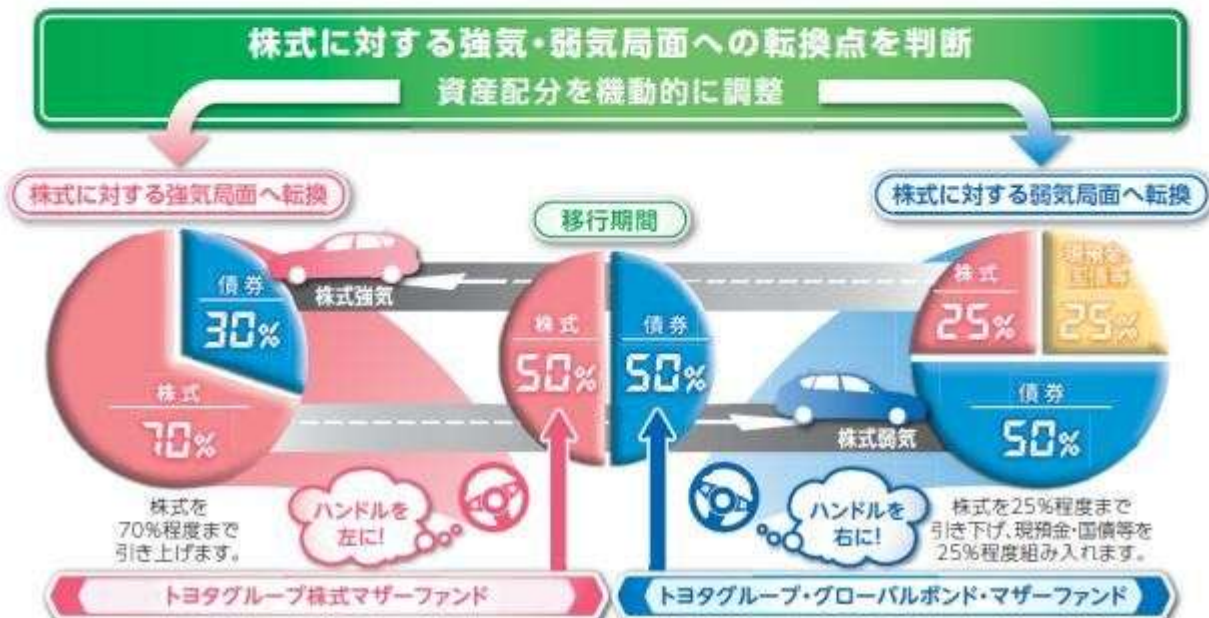 株式に対する強気・弱気局面への転換点を判断
資産配分を機動的に調整
株式に対する強気局面へ転換
移行期間
株式に対する弱気局面へ転換
債券
30%
株式
70%
株式強気
株式
50%
債券
50%
株式
25%
現預金・
国債等
25%
債券
50%
株式弱気
株式を
70%程度まで
引き上げます。
ハンドルを
左に!
ハンドルを
右に!
株式を25%程度まで
引き下げ、現預金・国債等を
25%程度組み入れます。
トヨタグループ株式マザーファンド
トヨタグループ・グローバルボンド・マザーファンド